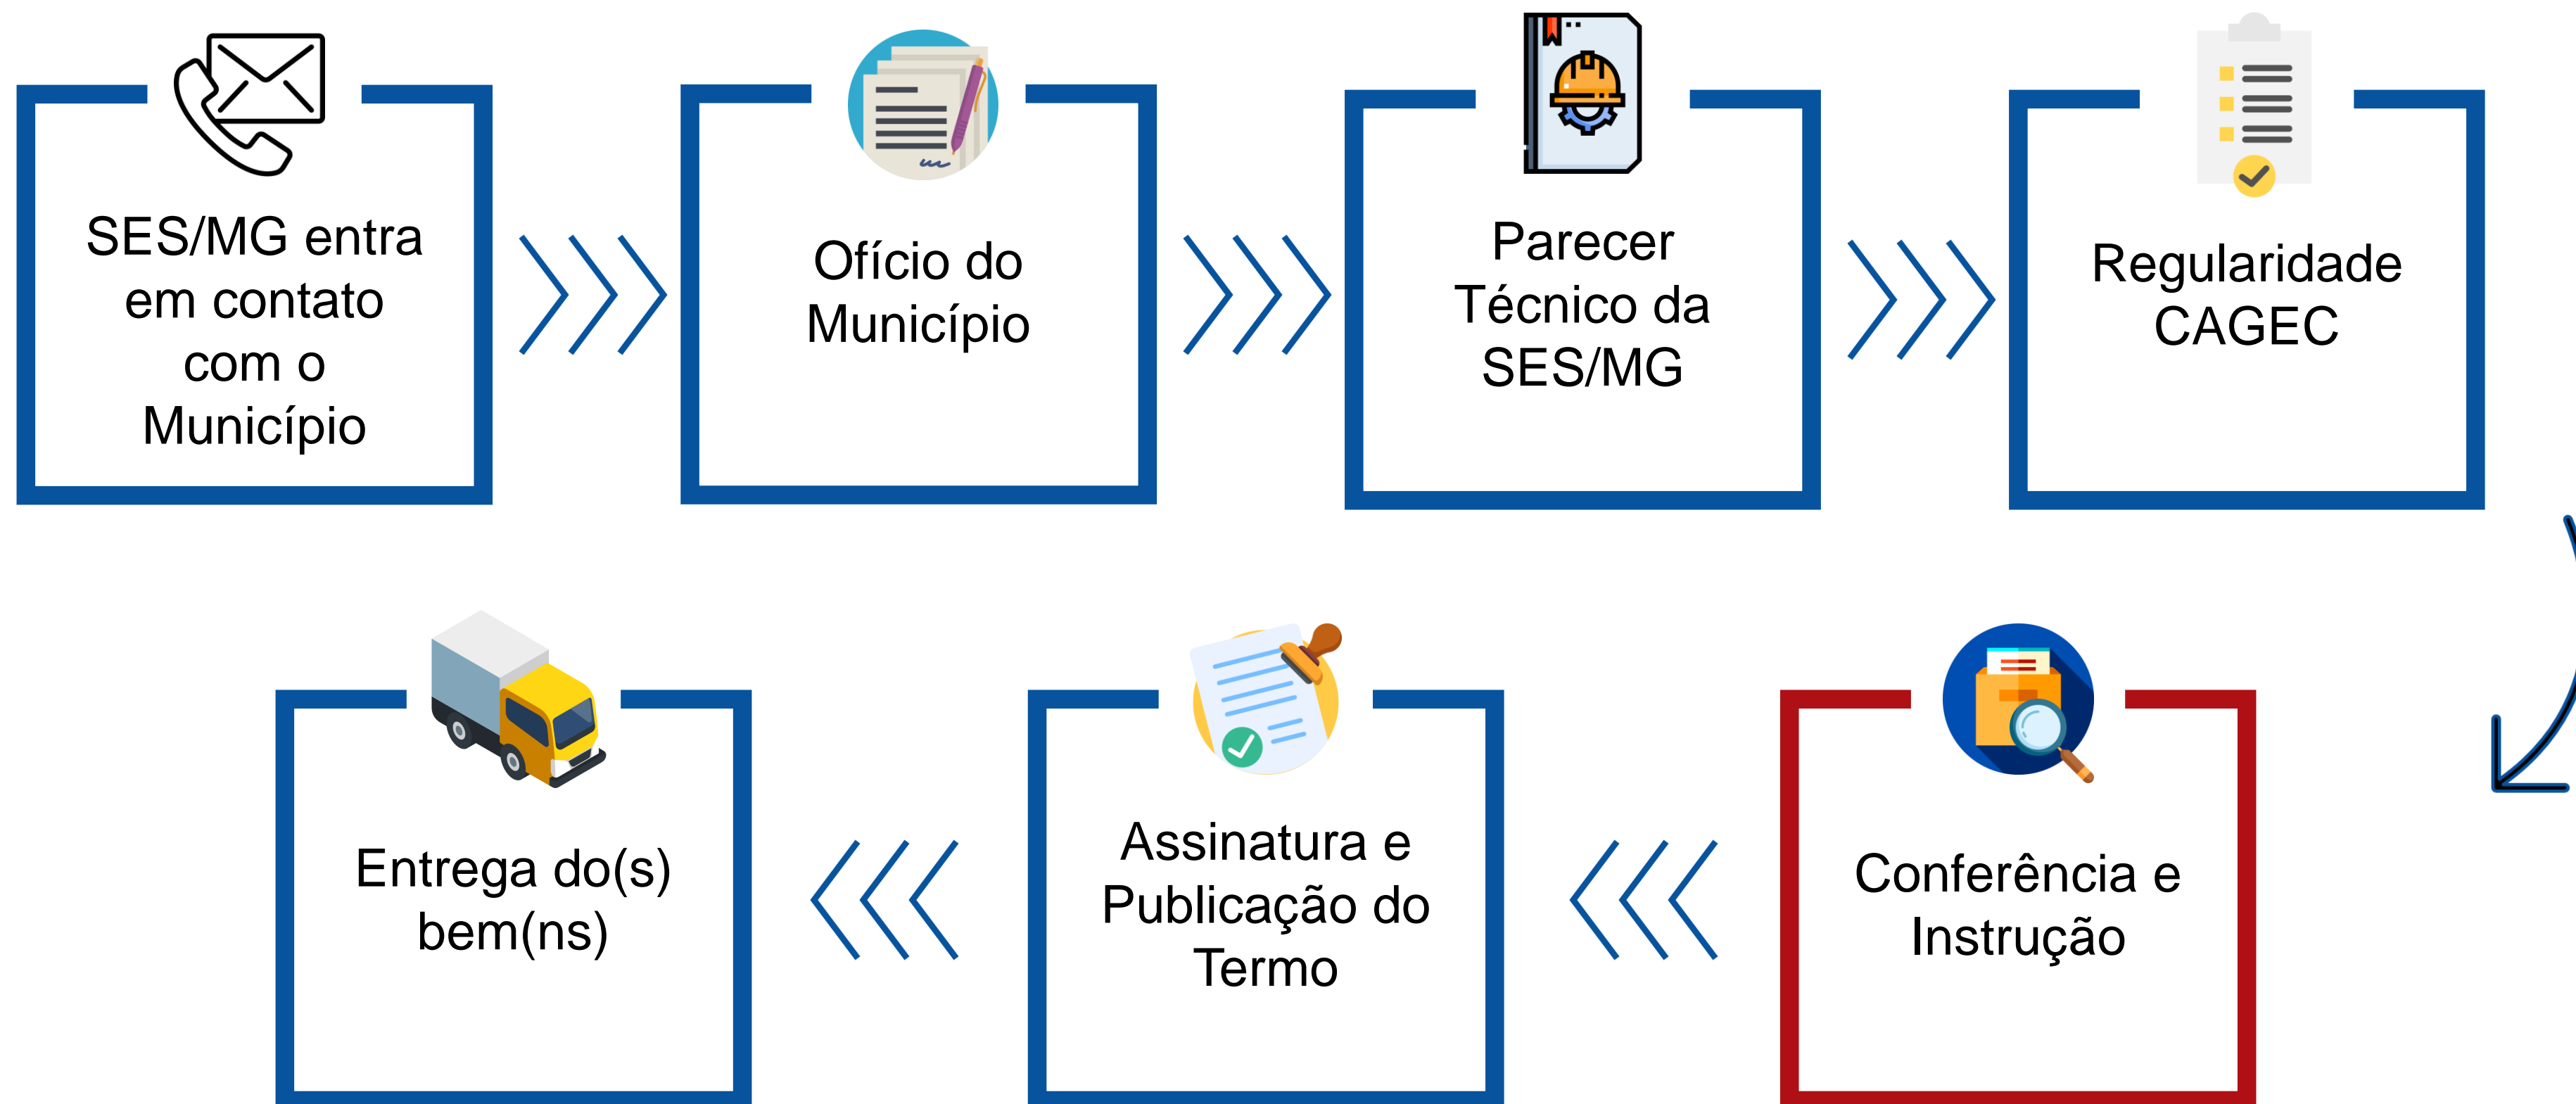 SES/MG entra
em contato
com o
Município
Ofício do
Município
Parecer
Técnico da
SES/MG
Regularidade
CAGEC
Conferência e
Instrução
Assinatura e
Publicação do
Termo
Entrega do(s)
bem(ns)